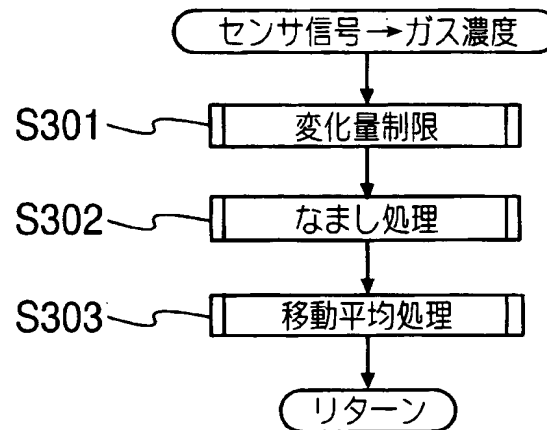 センサ信号→ガス濃度
S301
変化量制限
S302
なまし処理
S303
移動平均処理
リターン